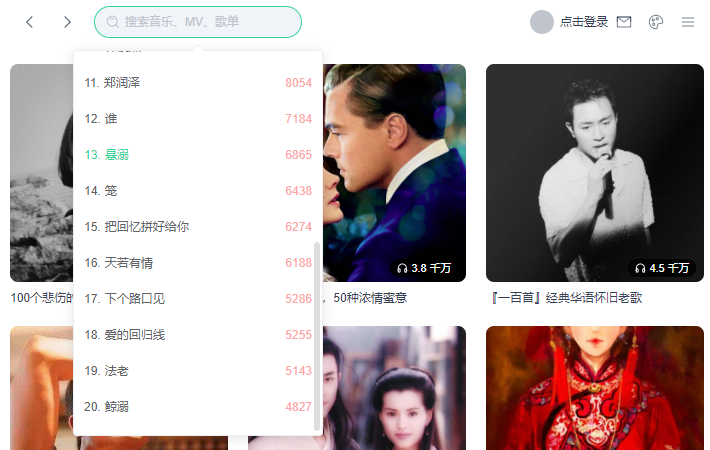 搜索音乐、MV、歌单
点击登录
11. 郑润泽 8054
12. 谁 7184
13. 悬溺 6865
14. 笼 6438
15. 把回忆拼好给你 6274
16. 天若有情 6188
17. 下个路口见 5286
18. 爱的回归线 5255
19. 法老 5143
20. 鲸溺 4827
3.8 千万
4.5 千万
100个悲伤的
，50种浓情蜜意
『一百首』经典华语怀旧老歌